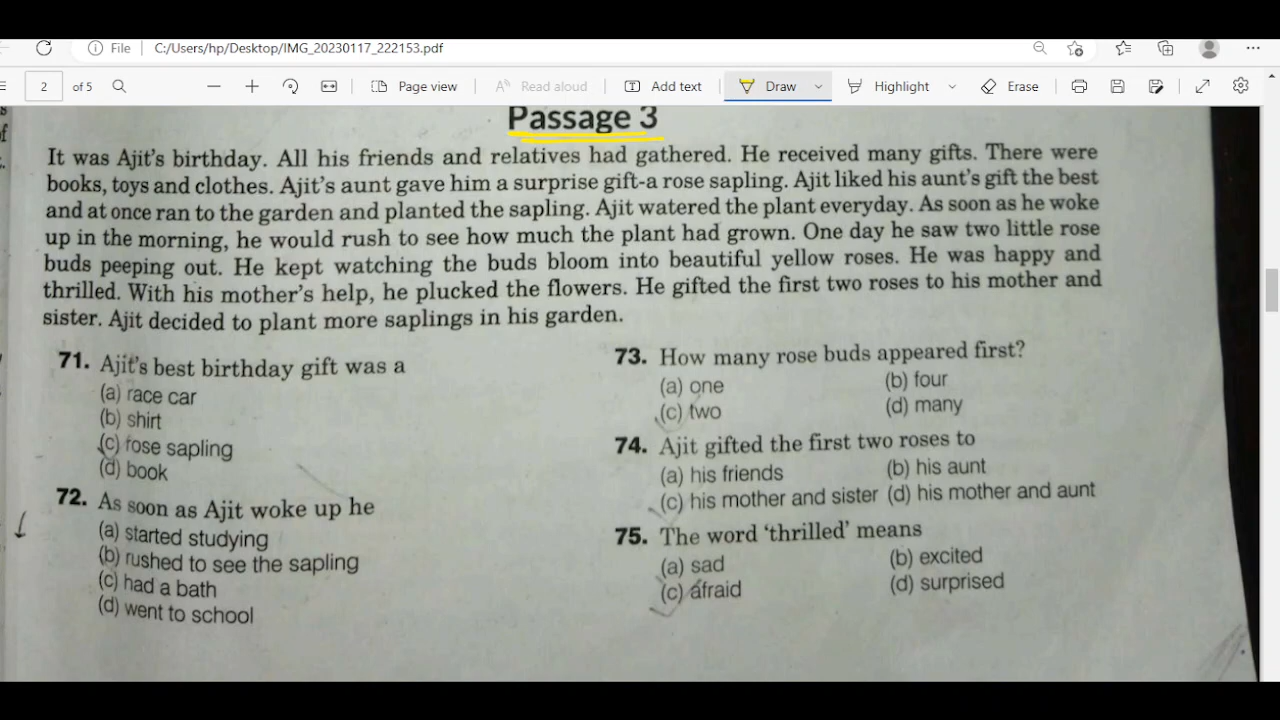 File C:/Users/hp/Desktop/IMG_20230117_222153.pdf
2 of 5 Page view Read aloud Add text Draw Highlight Erase
Passage 3
It was Ajit's birthday. All his friends and relatives had gathered. He received many gifts. There were
books, toys and clothes. Ajit's aunt gave him a surprise gift-a rose sapling. Ajit liked his aunt's gift the best
and at once ran to the garden and planted the sapling. Ajit watered the plant everyday. As soon as he woke
up in the morning, he would rush to see how much the plant had grown. One day he saw two little rose
buds peeping out. He kept watching the buds bloom into beautiful yellow roses. He was happy and
thrilled. With his mother's help, he plucked the flowers. He gifted the first two roses to his mother and
sister. Ajit decided to plant more saplings in his garden.
71. Ajit's best birthday gift was a
(a) race car
(b) shirt
(c) rose sapling
(d) book
72. As soon as Ajit woke up he
(a) started studying
(b) rushed to see the sapling
(c) had a bath
(d) went to school
73. How many rose buds appeared first?
(a) one (b) four
(c) two (d) many
74. Ajit gifted the first two roses to
(a) his friends (b) his aunt
(c) his mother and sister (d) his mother and aunt
75. The word 'thrilled' means
(a) sad (b) excited
(c) afraid (d) surprised